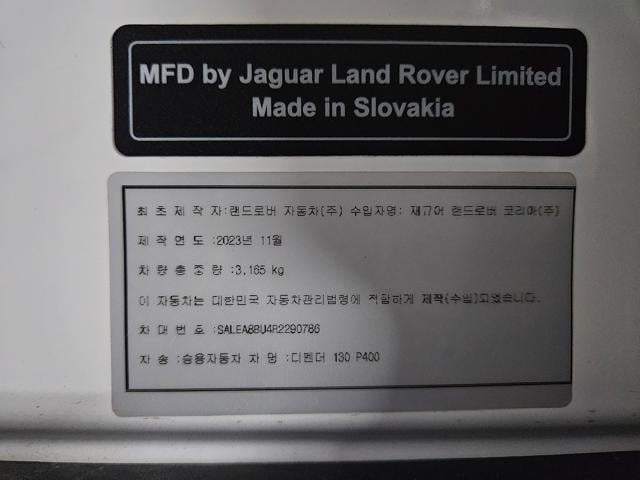 MFD by Jaguar Land Rover Limited
Made in Slovakia
최 초 제 작 자 :랜드로버 자동차(주) 수입자명: 재규어 랜드로버 코리아(주)
제 작 연 도 :2023년 11월
차 량 총 중 량 :3,165 kg
이 자동차는 대한민국 자동차관리법령에 적합하게 제작(수입)되었습니다.
차 대 번 호 :SALEA8BU4R2290786
차 종 :승용자동차 차 명 :디펜더 130 P400